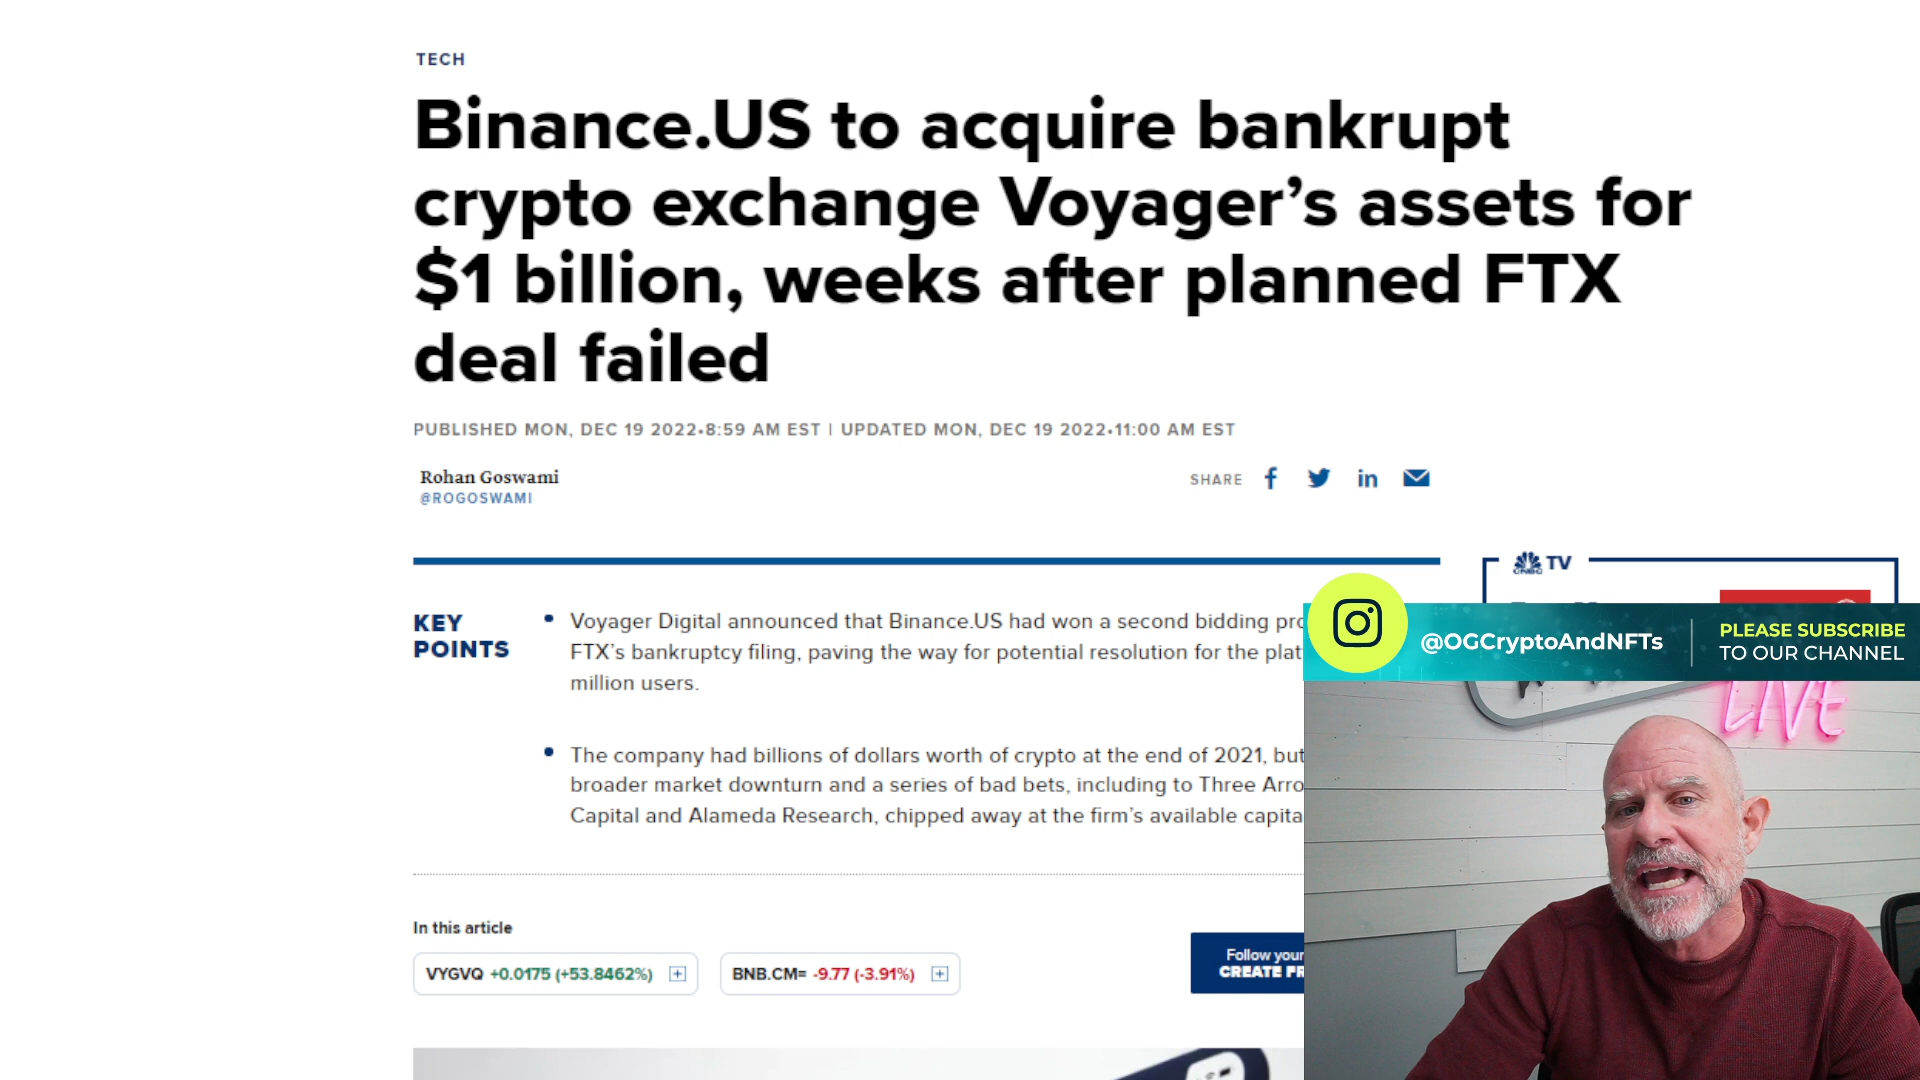 TECH
Binance.US to acquire bankrupt
crypto exchange Voyager’s assets for
$1 billion, weeks after planned FTX
deal failed
PUBLISHED MON, DEC 19 2022•8:59 AM EST | UPDATED MON, DEC 19 2022•11:00 AM EST
Rohan Goswami
@ROGOSWAMI
SHARE
KEY
POINTS
Voyager Digital announced that Binance.US had won a second bidding
FTX’s bankruptcy filing, paving the way for potential resolution for the
million users.
The company had billions of dollars worth of crypto at the end of 2021, but
broader market downturn and a series of bad bets, including to Three
Capital and Alameda Research, chipped away at the firm’s available
CNBC TV
@OGCryptoAndNFTs
PLEASE SUBSCRIBE
TO OUR CHANNEL
LIVE
In this article
VYGVQ +0.0175 (+53.8462%)
BNB.CM= -9.77 (-3.91%)
Follow your
CREATE